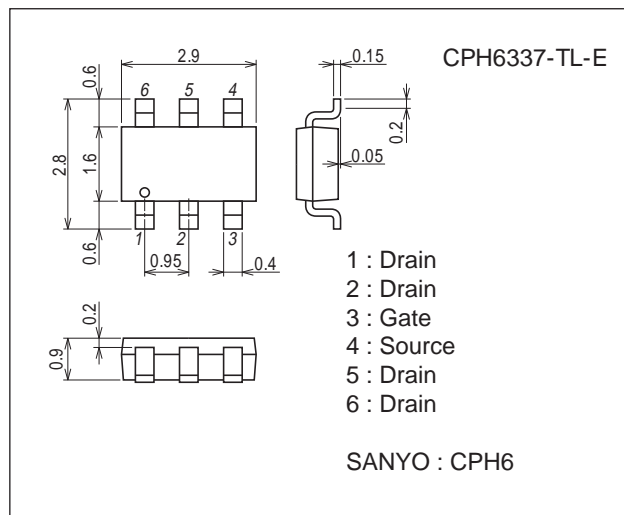 CPH6337-TL-E
2.9
0.15
0.6
6
5
4
0.2
2.8
1.6
0.05
0.6
1
2
3
0.95
0.4
1 : Drain
2 : Drain
3 : Gate
4 : Source
5 : Drain
6 : Drain
0.2
0.9
SANYO : CPH6